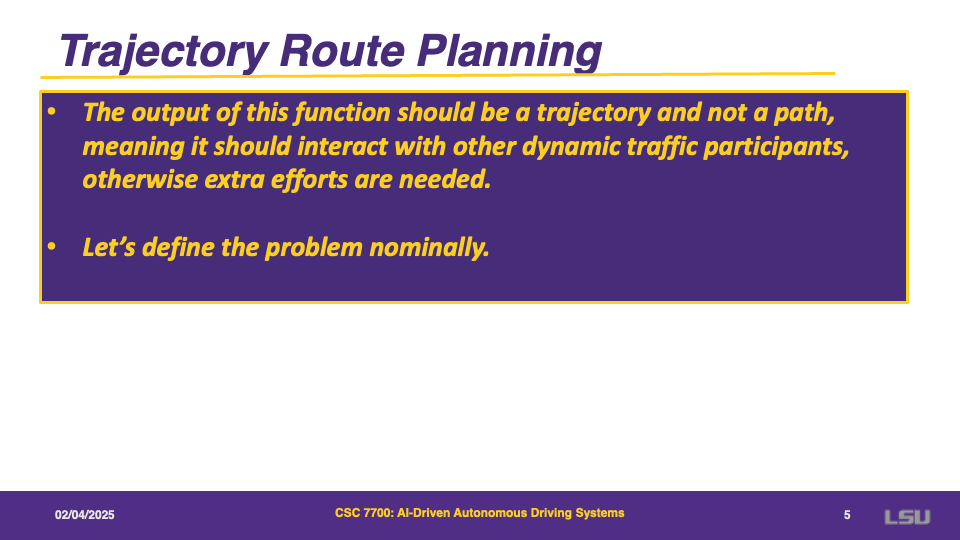 Trajectory Route Planning
• The output of this function should be a trajectory and not a path,
meaning it should interact with other dynamic traffic participants,
otherwise extra efforts are needed.
• Let’s define the problem nominally.
02/04/2025
CSC 7700: AI-Driven Autonomous Driving Systems
5
LSU